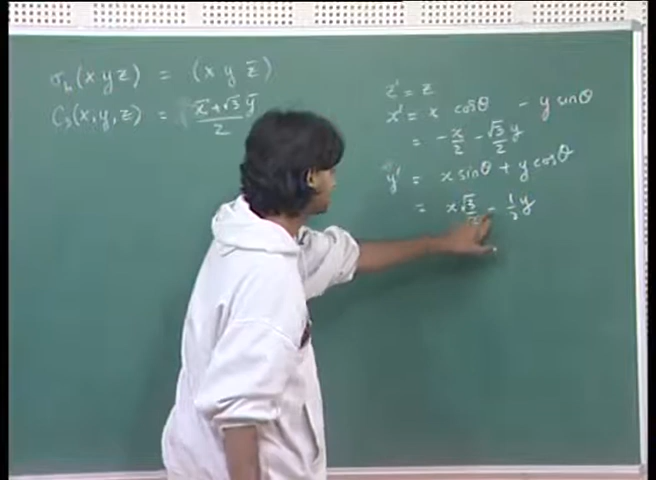 σₕ(x y z) = (x y z̄)
C₃(x, y, z) = x̄ + √3 ȳ / 2
z' = z
x' = x cosθ - y sinθ
= - x/2 - √3/2 y
y' = x sinθ + y cosθ
= x √3/2 - 1/2 y